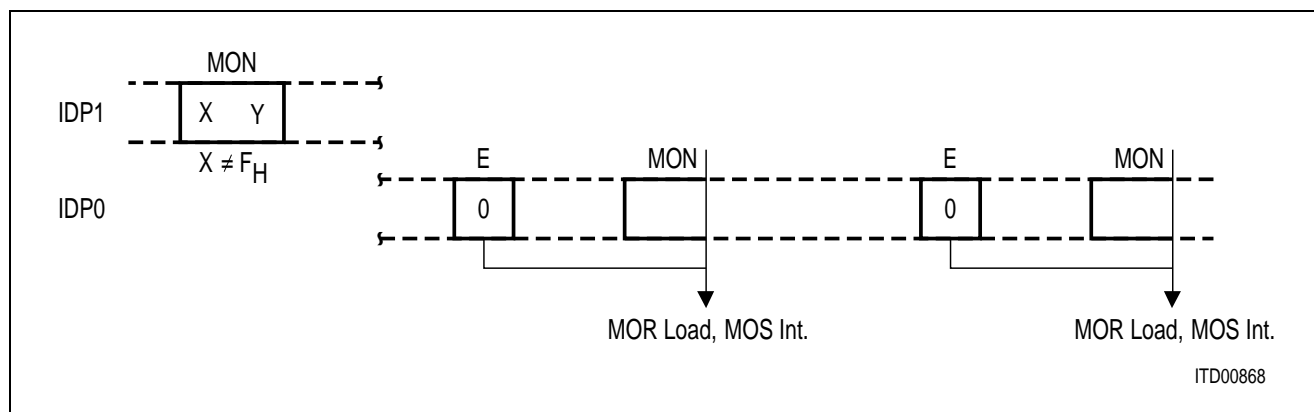 MON
IDP1 X Y
X ≠ F_H
E MON E MON
IDP0 0 0
MOR Load, MOS Int. MOR Load, MOS Int.
ITD00868